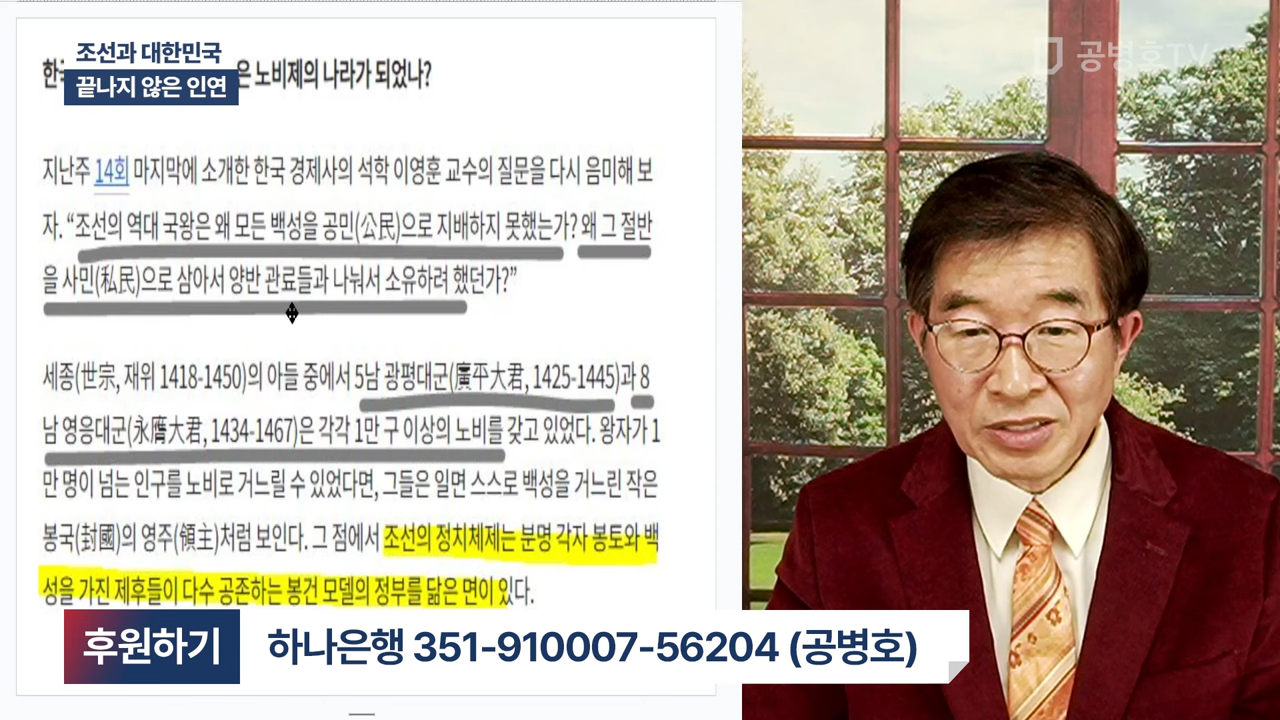 조선과 대한민국
끝나지 않은 인연
은 노비제의 나라가 되었나?
공병호TV
지난주 14회 마지막에 소개한 한국 경제사의 석학 이영훈 교수의 질문을 다시 음미해 보
자. “조선의 역대 국왕은 왜 모든 백성을 공민(公民)으로 지배하지 못했는가? 왜 그 절반
을 사민(私民)으로 삼아서 양반 관료들과 나눠서 소유하려 했던가?”
세종(世宗, 재위 1418-1450)의 아들 중에서 5남 광평대군(廣平大君, 1425-1445)과 8
남 영응대군(永膺大君, 1434-1467)은 각각 1만 구 이상의 노비를 갖고 있었다. 왕자가 1
만 명이 넘는 인구를 노비로 거느릴 수 있었다면, 그들은 일면 스스로 백성을 거느린 작은
봉국(封國)의 영주(領主)처럼 보인다. 그 점에서 조선의 정치체제는 분명 각자 봉토와 백
성을 가진 제후들이 다수 공존하는 봉건 모델의 정부를 닮은 면이 있다.
후원하기 하나은행 351-910007-56204 (공병호)